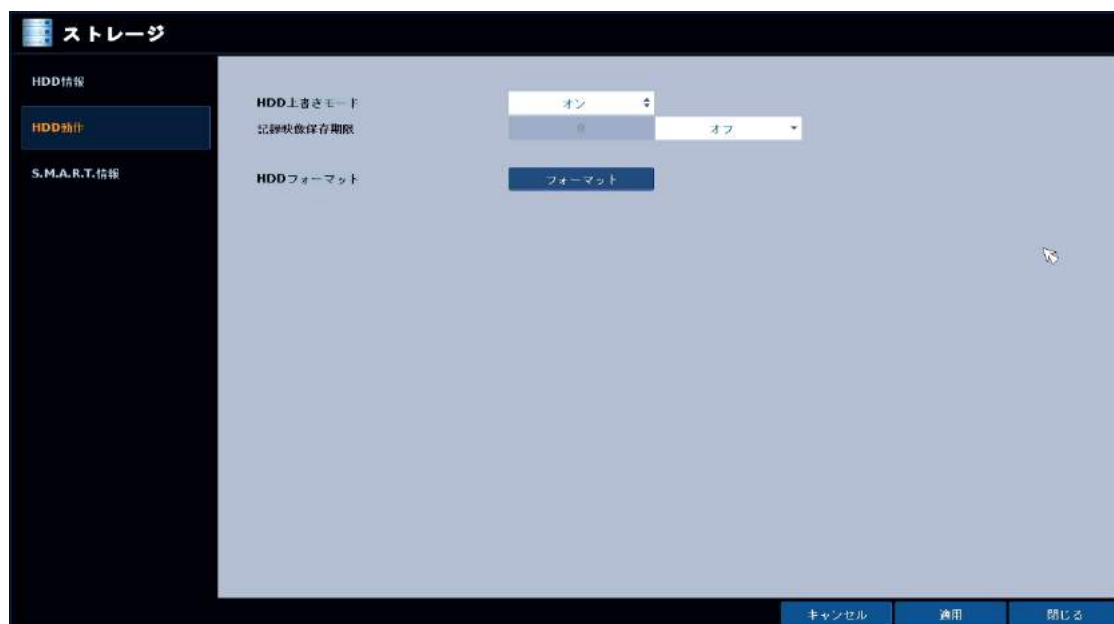 ストレージ
HDD情報
HDD動作
S.M.A.R.T.情報
HDD上書きモード
オン
記録映像保存期限
オフ
HDDフォーマット
フォーマット
キャンセル
適用
閉じる